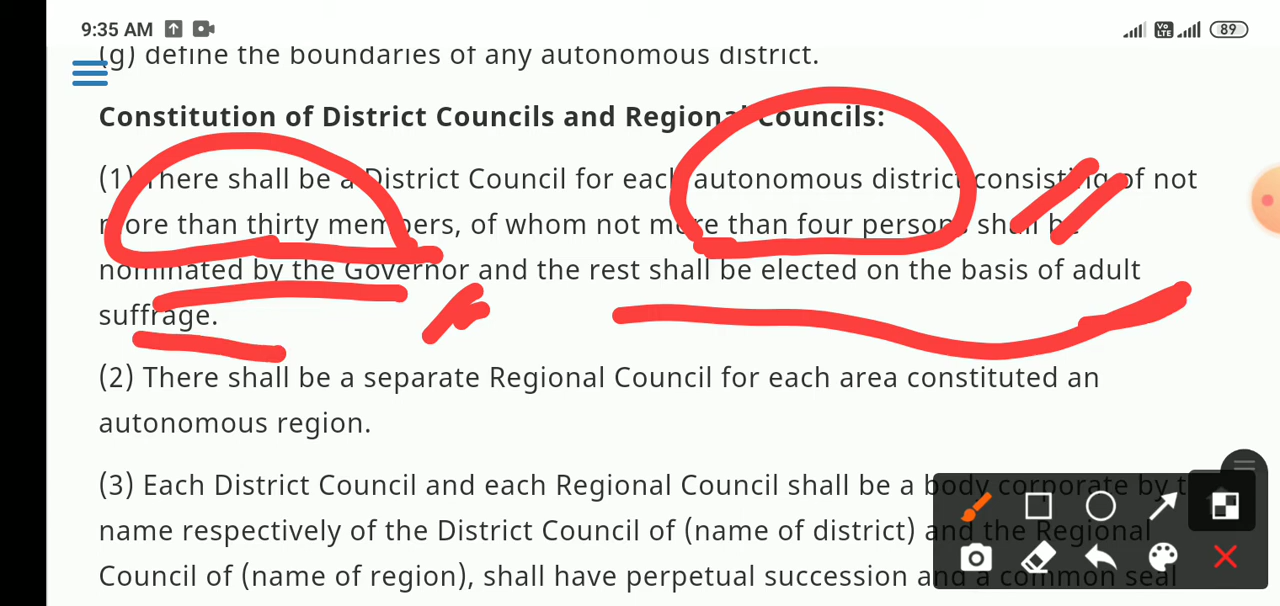 9:35 AM
Vo LTE 89
(g) define the boundaries of any autonomous district.
Constitution of District Councils and Regional Councils:
(1) There shall be a District Council for each autonomous district consisting of not
more than thirty members, of whom not more than four persons shall be
nominated by the Governor and the rest shall be elected on the basis of adult
suffrage.
(2) There shall be a separate Regional Council for each area constituted an
autonomous region.
(3) Each District Council and each Regional Council shall be a body corporate by
name respectively of the District Council of (name of district) and the Regional
Council of (name of region), shall have perpetual succession and a common seal